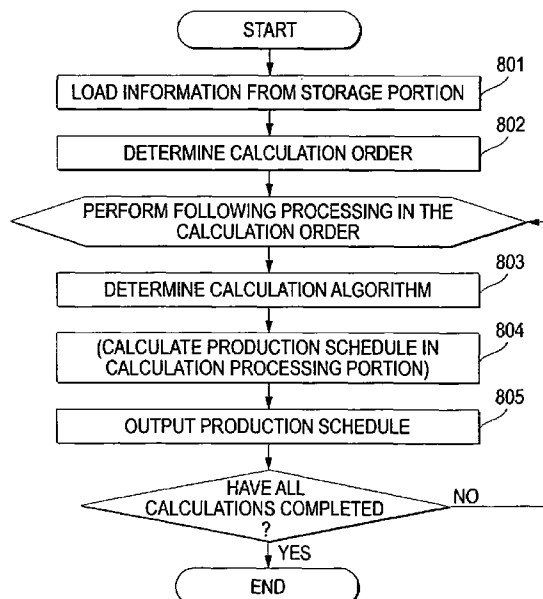 START
801
LOAD INFORMATION FROM STORAGE PORTION
802
DETERMINE CALCULATION ORDER
PERFORM FOLLOWING PROCESSING IN THE
CALCULATION ORDER
803
DETERMINE CALCULATION ALGORITHM
804
(CALCULATE PRODUCTION SCHEDULE IN
CALCULATION PROCESSING PORTION)
805
OUTPUT PRODUCTION SCHEDULE
HAVE ALL
CALCULATIONS COMPLETED
?
NO
YES
END